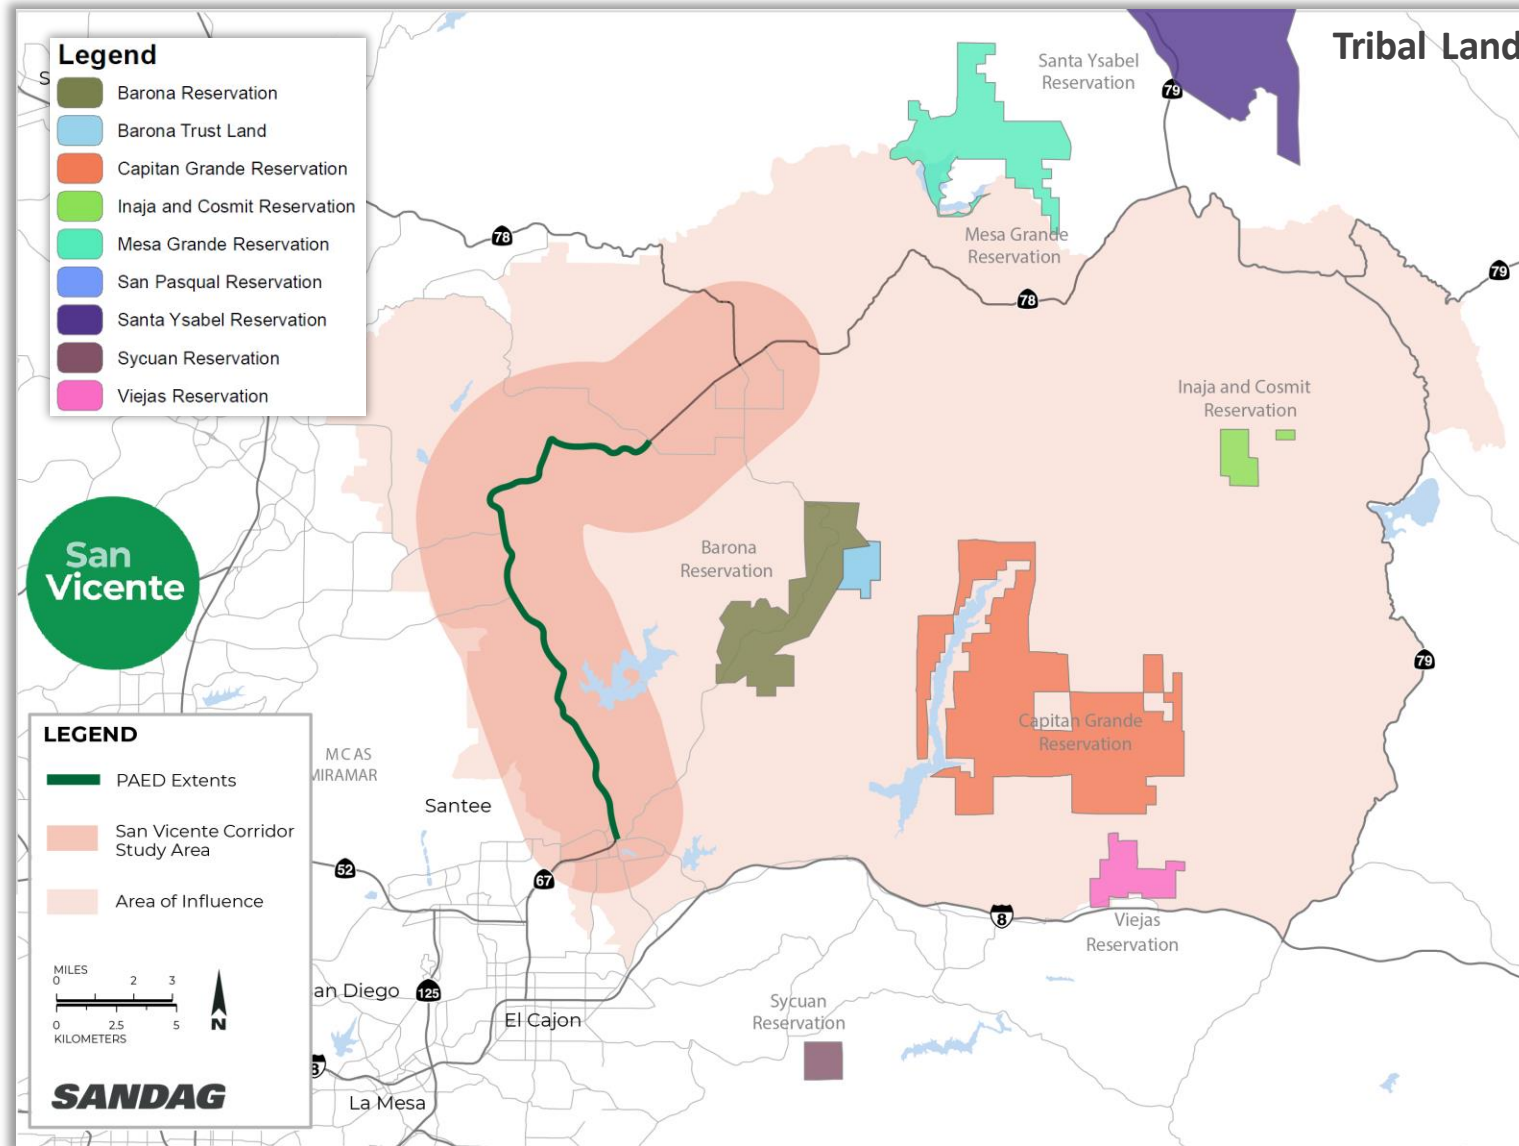 Tribal Land
Legend
Barona Reservation
Barona Trust Land
Capitan Grande Reservation
Inaja and Cosmit Reservation
Mesa Grande Reservation
San Pasqual Reservation
Santa Ysabel Reservation
Sycuan Reservation
Viejas Reservation
S
Santa Ysabel
Reservation
79
78
Mesa Grande
Reservation
79
78
Inaja and Cosmit
Reservation
San
Vicente
Barona
Reservation
79
Capitan Grande
Reservation
LEGEND
PAED Extents
San Vicente Corridor
Study Area
Area of Influence
MILES
0 2 3
0 2.5 5
KILOMETERS
N
SANDAG
MCAS
MIRAMAR
Santee
52
67
8
Viejas
Reservation
an Diego
125
El Cajon
Sycuan
Reservation
8
La Mesa